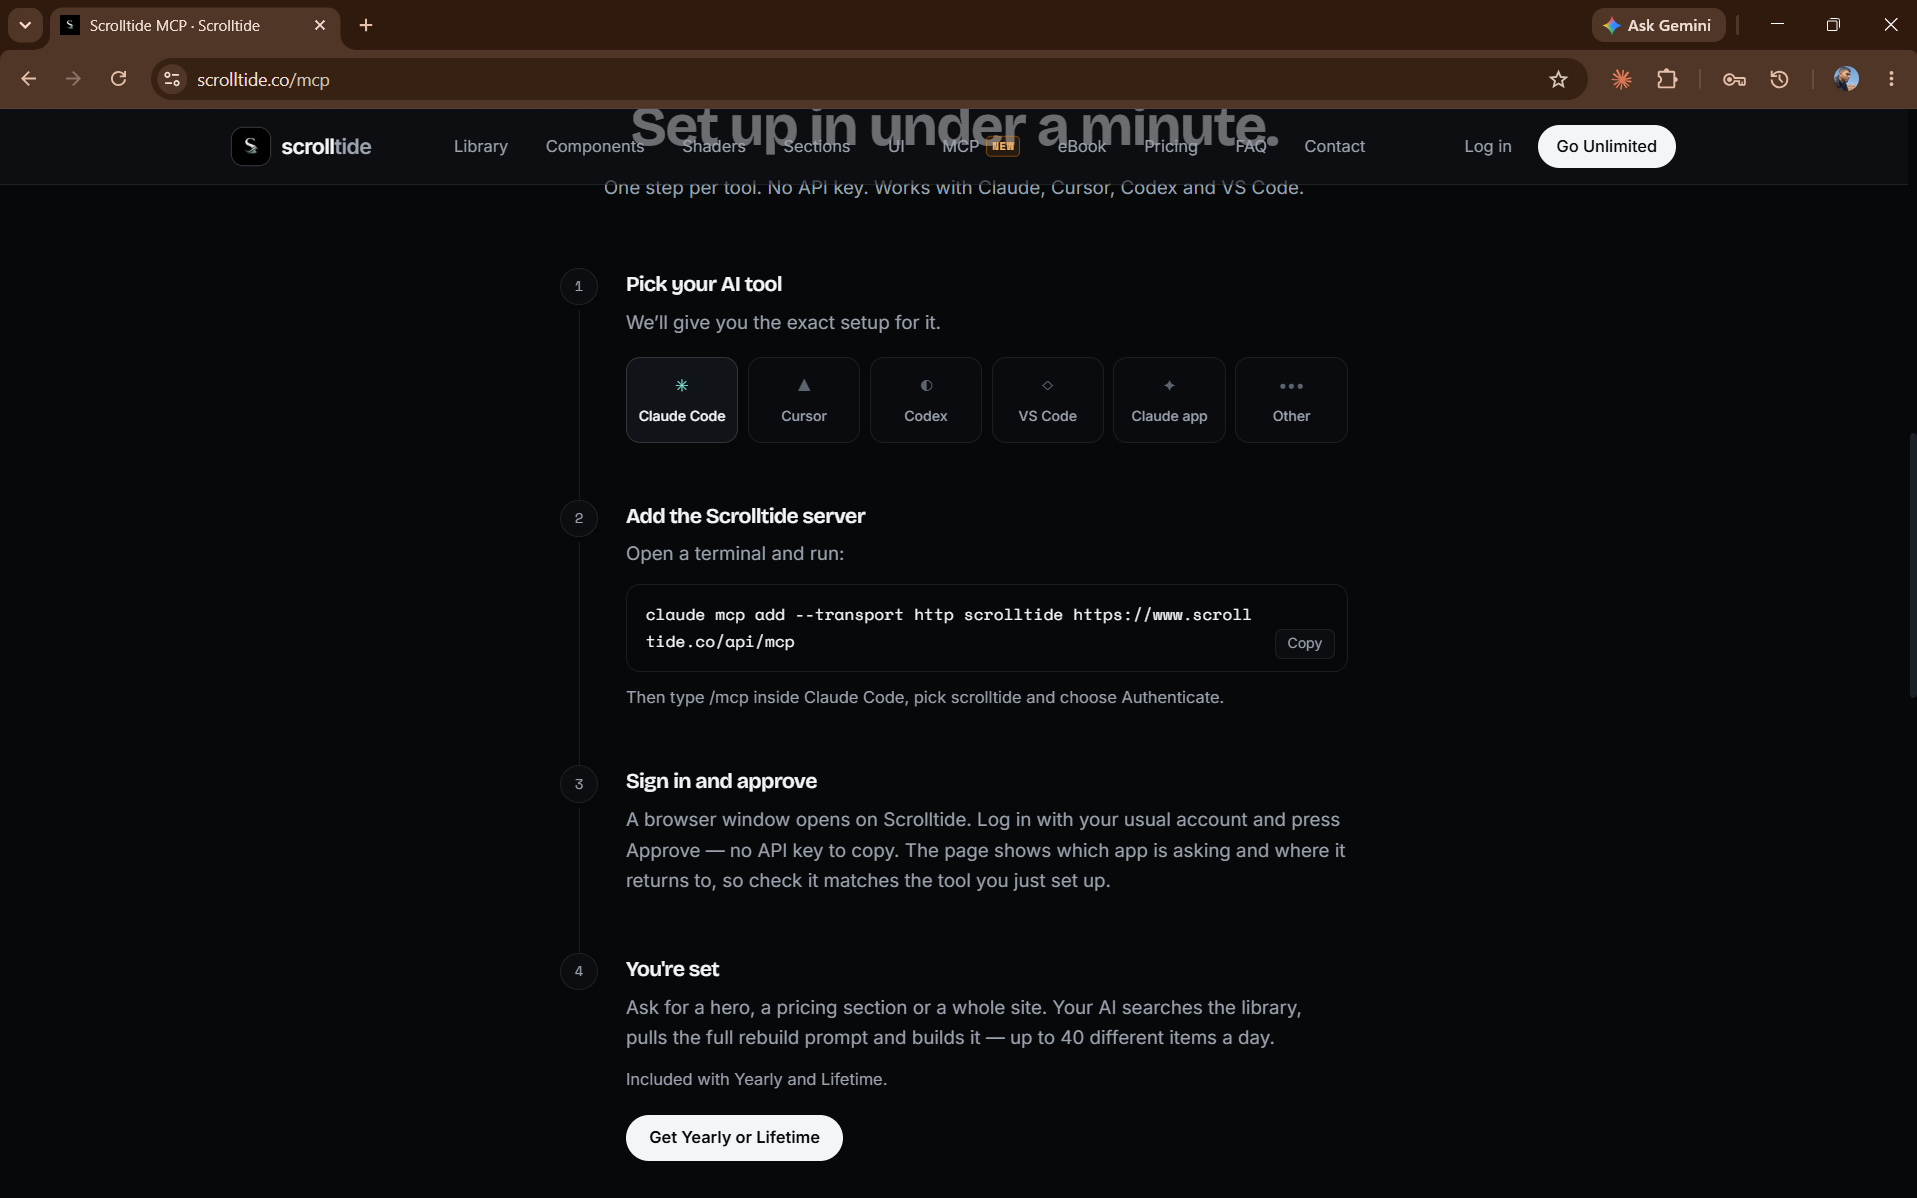 Scrolltide MCP · Scrolltide
Ask Gemini
scrolltide.co/mcp
Set up in under a minute.
scrolltide
Library
Components
Shaders
Sections
UI
MCP NEW
eBook
Pricing
FAQ
Contact
Log in
Go Unlimited
One step per tool. No API key. Works with Claude, Cursor, Codex and VS Code.
1
Pick your AI tool
We’ll give you the exact setup for it.
Claude Code
Cursor
Codex
VS Code
Claude app
Other
2
Add the Scrolltide server
Open a terminal and run:
claude mcp add --transport http scrolltide https://www.scroll
tide.co/api/mcp
Copy
Then type /mcp inside Claude Code, pick scrolltide and choose Authenticate.
3
Sign in and approve
A browser window opens on Scrolltide. Log in with your usual account and press
Approve — no API key to copy. The page shows which app is asking and where it
returns to, so check it matches the tool you just set up.
4
You're set
Ask for a hero, a pricing section or a whole site. Your AI searches the library,
pulls the full rebuild prompt and builds it — up to 40 different items a day.
Included with Yearly and Lifetime.
Get Yearly or Lifetime